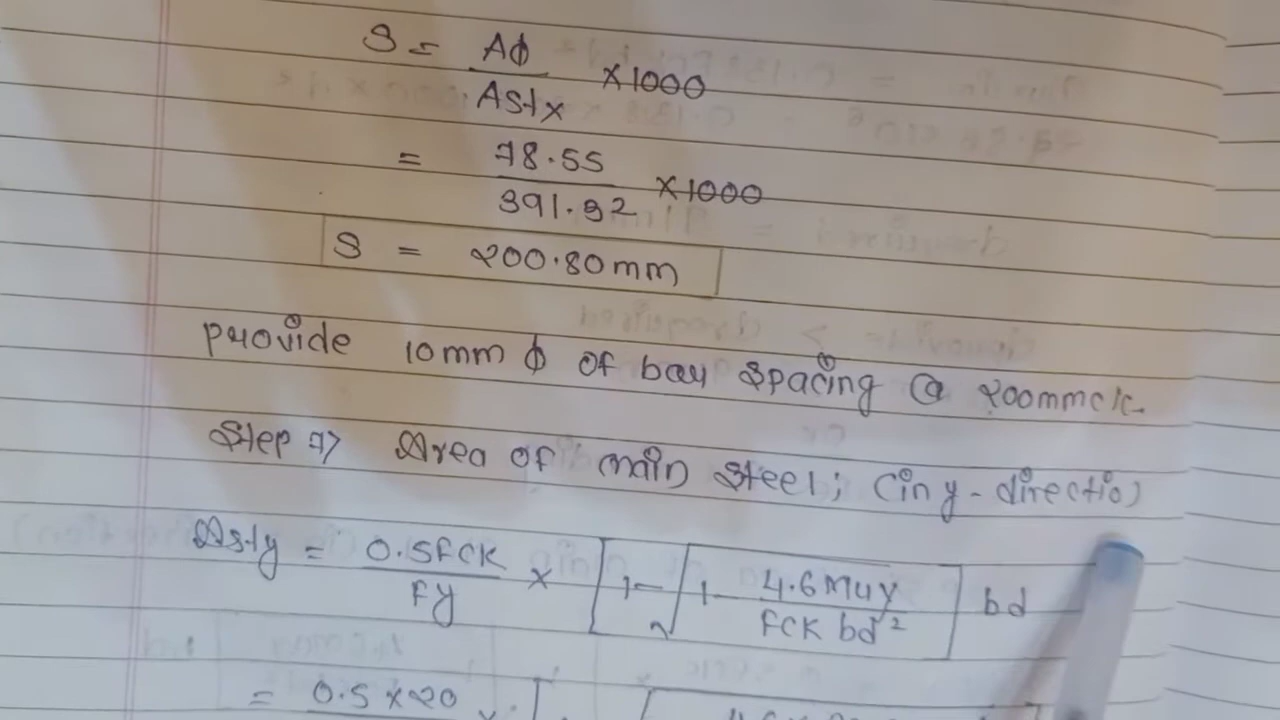 S = Aϕ / Astx × 1000
= 78.55 / 391.92 × 1000
S = 200.80mm
Provide 10mm ϕ of bar spacing @ 200mm c/c.
Step 7> Area of main steel; (in y-directio)
Asty = 0.5fck / Fy × [1-√1- 4.6Muy / fck bd²] bd
= 0.5×20